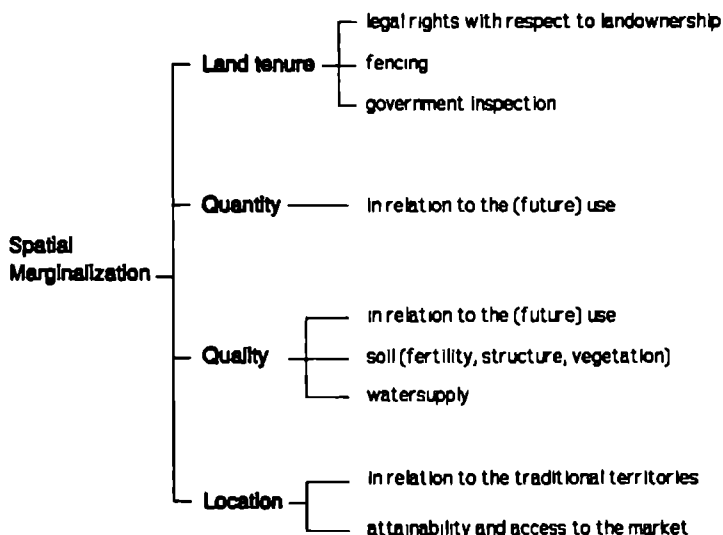 legal rights with respect to landownership
Land tenure
fencing
government inspection
Quantity
in relation to the (future) use
Spatial
Marginalization
in relation to the (future) use
Quality
soil (fertility, structure, vegetation)
watersupply
in relation to the traditional territories
Location
attainability and access to the market